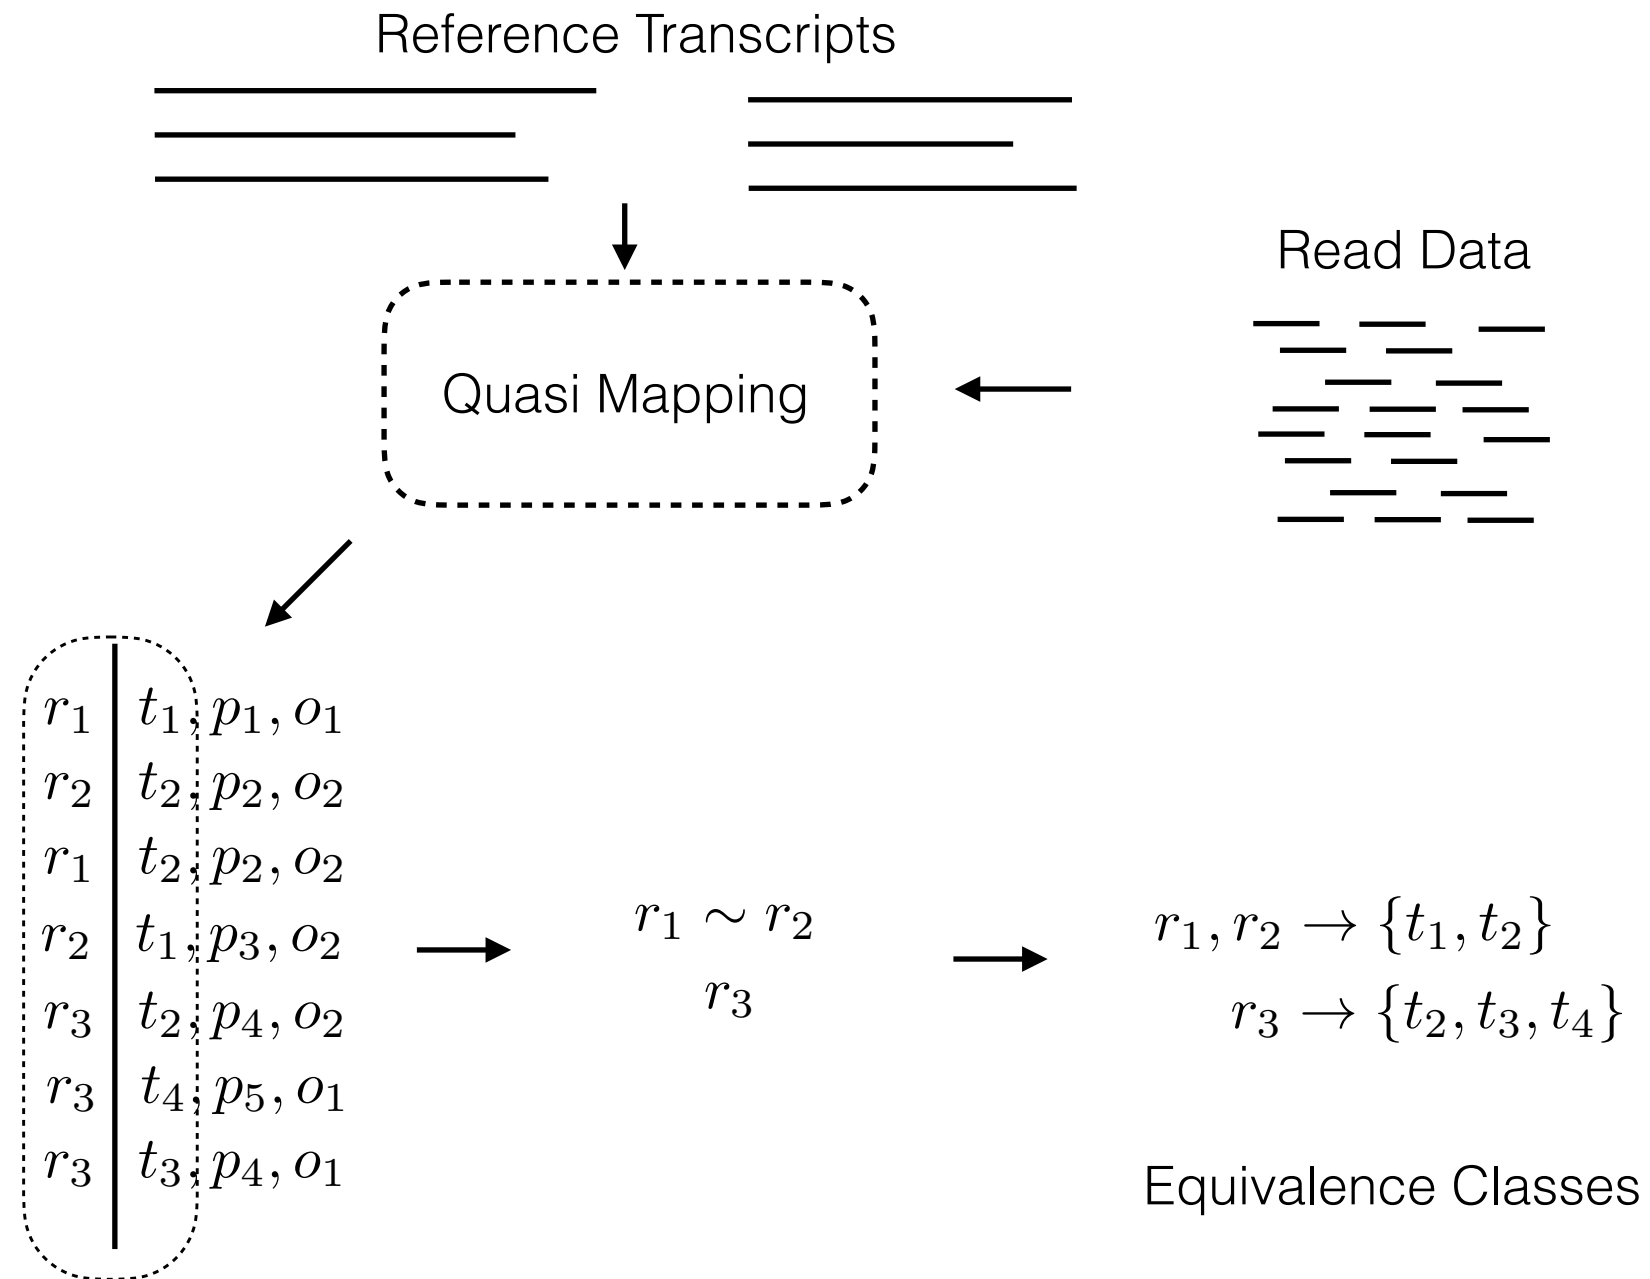 Reference Transcripts
Read Data
Quasi Mapping
r₁ t₁, p₁, o₁
r₂ t₂, p₂, o₂
r₁ t₂, p₂, o₂
r₂ t₁, p₃, o₂
r₃ t₂, p₄, o₂
r₃ t₄, p₅, o₁
r₃ t₃, p₄, o₁
r₁ ∼ r₂
r₃
r₁, r₂ → {t₁, t₂}
r₃ → {t₂, t₃, t₄}
Equivalence Classes